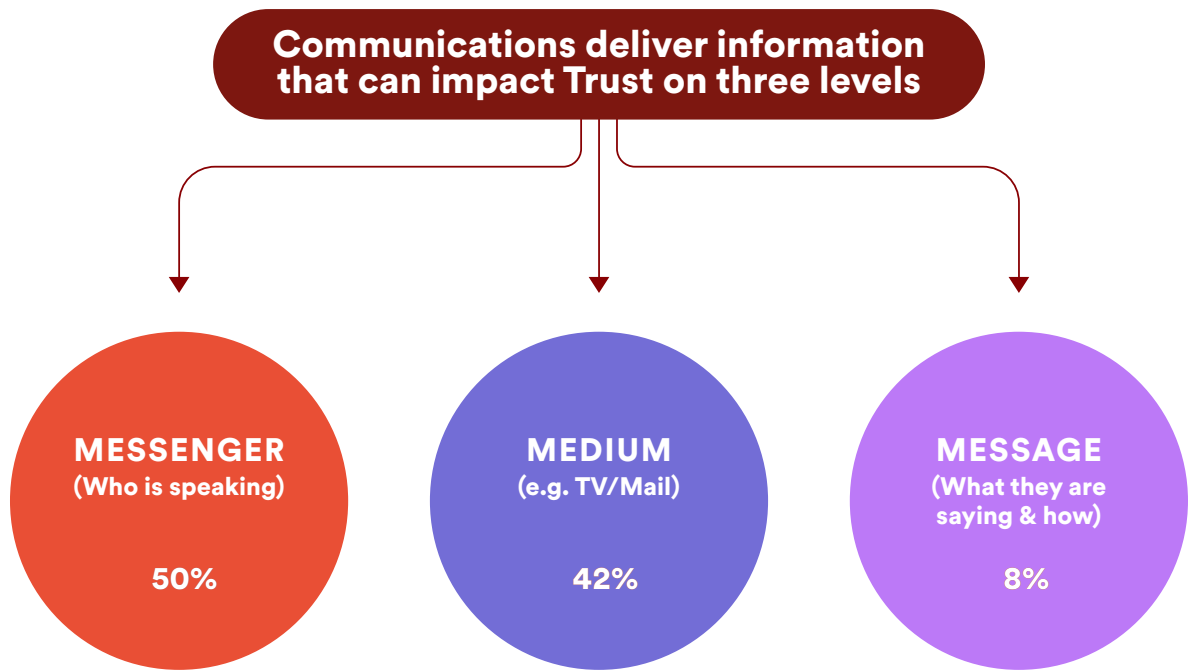 Communications deliver information
that can impact Trust on three levels
MESSENGER
(Who is speaking)
50%
MEDIUM
(e.g. TV/Mail)
42%
MESSAGE
(What they are
saying & how)
8%